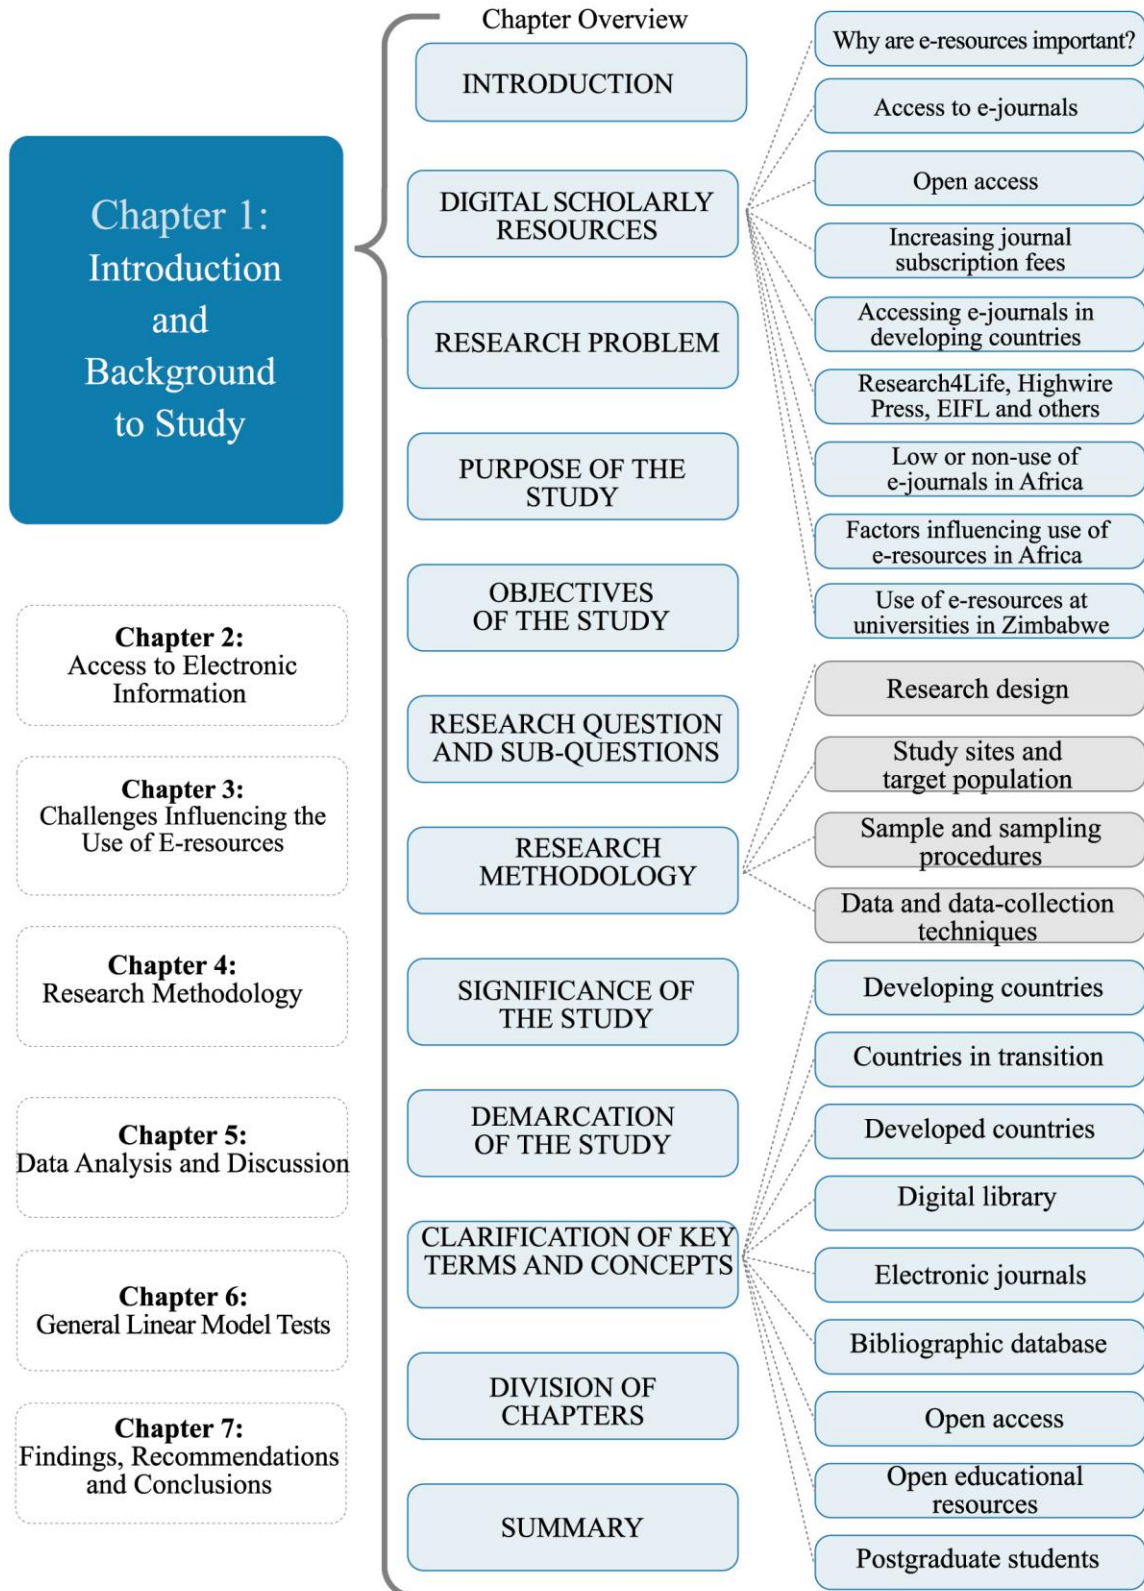 Chapter 1:
Introduction
and
Background
to Study
Chapter 2:
Access to Electronic
Information
Chapter 3:
Challenges Influencing the
Use of E-resources
Chapter 4:
Research Methodology
Chapter 5:
Data Analysis and Discussion
Chapter 6:
General Linear Model Tests
Chapter 7:
Findings, Recommendations
and Conclusions
Chapter Overview
INTRODUCTION
DIGITAL SCHOLARLY
RESOURCES
RESEARCH PROBLEM
PURPOSE OF THE
STUDY
OBJECTIVES
OF THE STUDY
RESEARCH QUESTION
AND SUB-QUESTIONS
RESEARCH
METHODOLOGY
SIGNIFICANCE OF
THE STUDY
DEMARCATION
OF THE STUDY
CLARIFICATION OF KEY
TERMS AND CONCEPTS
DIVISION OF
CHAPTERS
SUMMARY
Why are e-resources important?
Access to e-journals
Open access
Increasing journal
subscription fees
Accessing e-journals in
developing countries
Research4Life, Highwire
Press, EIFL and others
Low or non-use of
e-journals in Africa
Factors influencing use of
e-resources in Africa
Use of e-resources at
universities in Zimbabwe
Research design
Study sites and
target population
Sample and sampling
procedures
Data and data-collection
techniques
Developing countries
Countries in transition
Developed countries
Digital library
Electronic journals
Bibliographic database
Open access
Open educational
resources
Postgraduate students